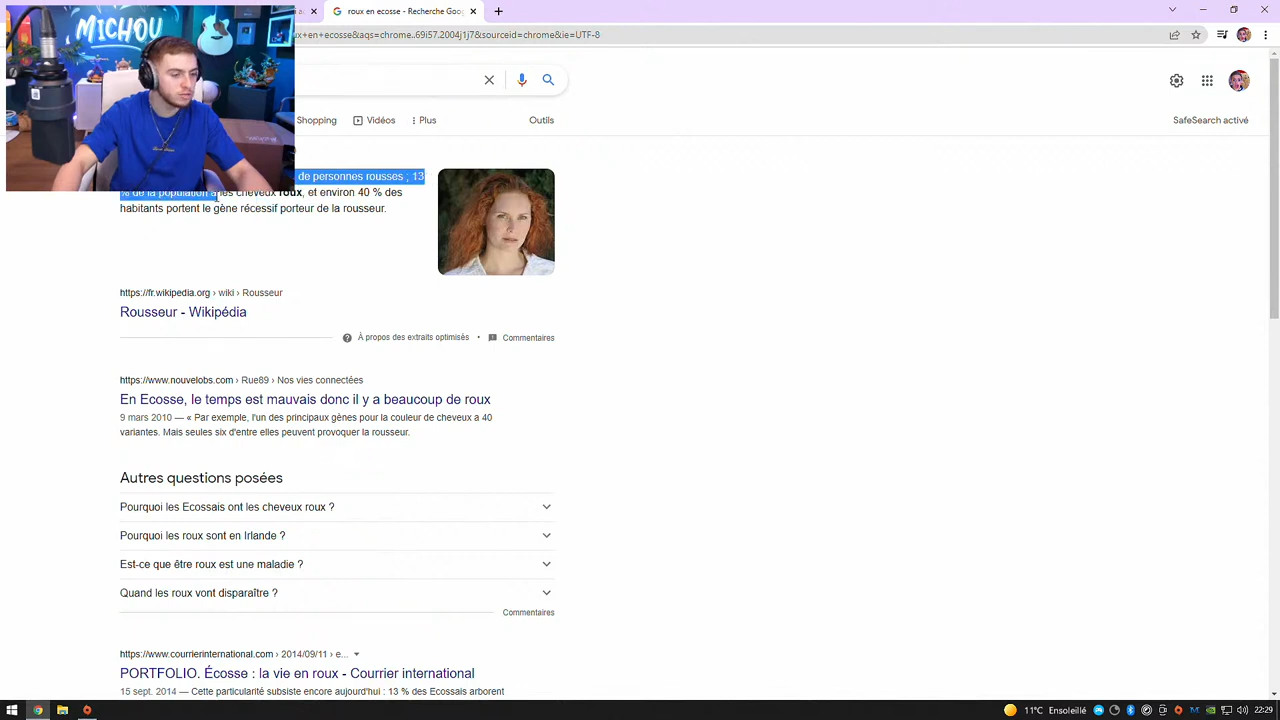 MICHOU
roux en ecosse - Recherche Goo
ux+en+ecosse&aqs=chrome.69i57.2004j1j7&sourceid=chrome&ie=UTF-8
Shopping
Vidéos
Plus
Outils
SafeSearch activé
de personnes rousses ; 13
% de la population a les cheveux roux, et environ 40 % des
habitants portent le gène récessif porteur de la rousseur.
https://fr.wikipedia.org › wiki › Rousseur
Rousseur - Wikipédia
À propos des extraits optimisés • Commentaires
https://www.nouvelobs.com › Rue89 › Nos vies connectées
En Ecosse, le temps est mauvais donc il y a beaucoup de roux
9 mars 2010 — « Par exemple, l'un des principaux gènes pour la couleur de cheveux a 40
variantes. Mais seules six d'entre elles peuvent provoquer la rousseur.
Autres questions posées
Pourquoi les Ecossais ont les cheveux roux ?
Pourquoi les roux sont en Irlande ?
Est-ce que être roux est une maladie ?
Quand les roux vont disparaître ?
Commentaires
https://www.courrierinternational.com › 2014/09/11 › e...
PORTFOLIO. Écosse : la vie en roux - Courrier international
15 sept. 2014 — Cette particularité subsiste encore aujourd'hui : 13 % des Ecossais arborent
11°C Ensoleillé
22:29